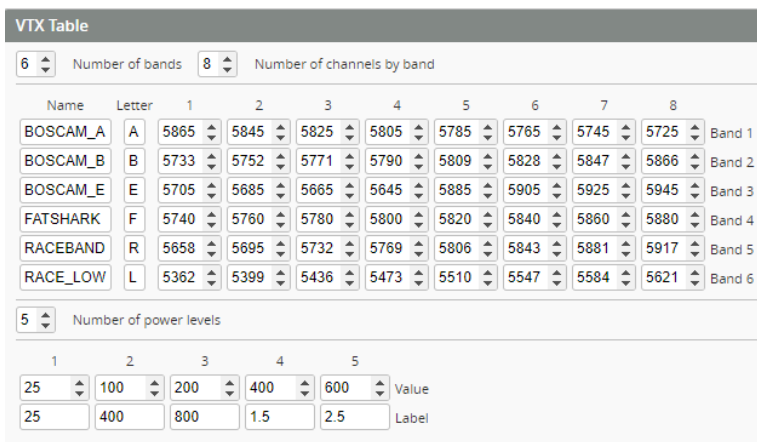 VTX Table
6 Number of bands 8 Number of channels by band
Name Letter 1 2 3 4 5 6 7 8
BOSCAM_A A 5865 5845 5825 5805 5785 5765 5745 5725 Band 1
BOSCAM_B B 5733 5752 5771 5790 5809 5828 5847 5866 Band 2
BOSCAM_E E 5705 5685 5665 5645 5885 5905 5925 5945 Band 3
FATSHARK F 5740 5760 5780 5800 5820 5840 5860 5880 Band 4
RACEBAND R 5658 5695 5732 5769 5806 5843 5881 5917 Band 5
RACE_LOW L 5362 5399 5436 5473 5510 5547 5584 5621 Band 6
5 Number of power levels
1 2 3 4 5
25 100 200 400 600 Value
25 400 800 1.5 2.5 Label